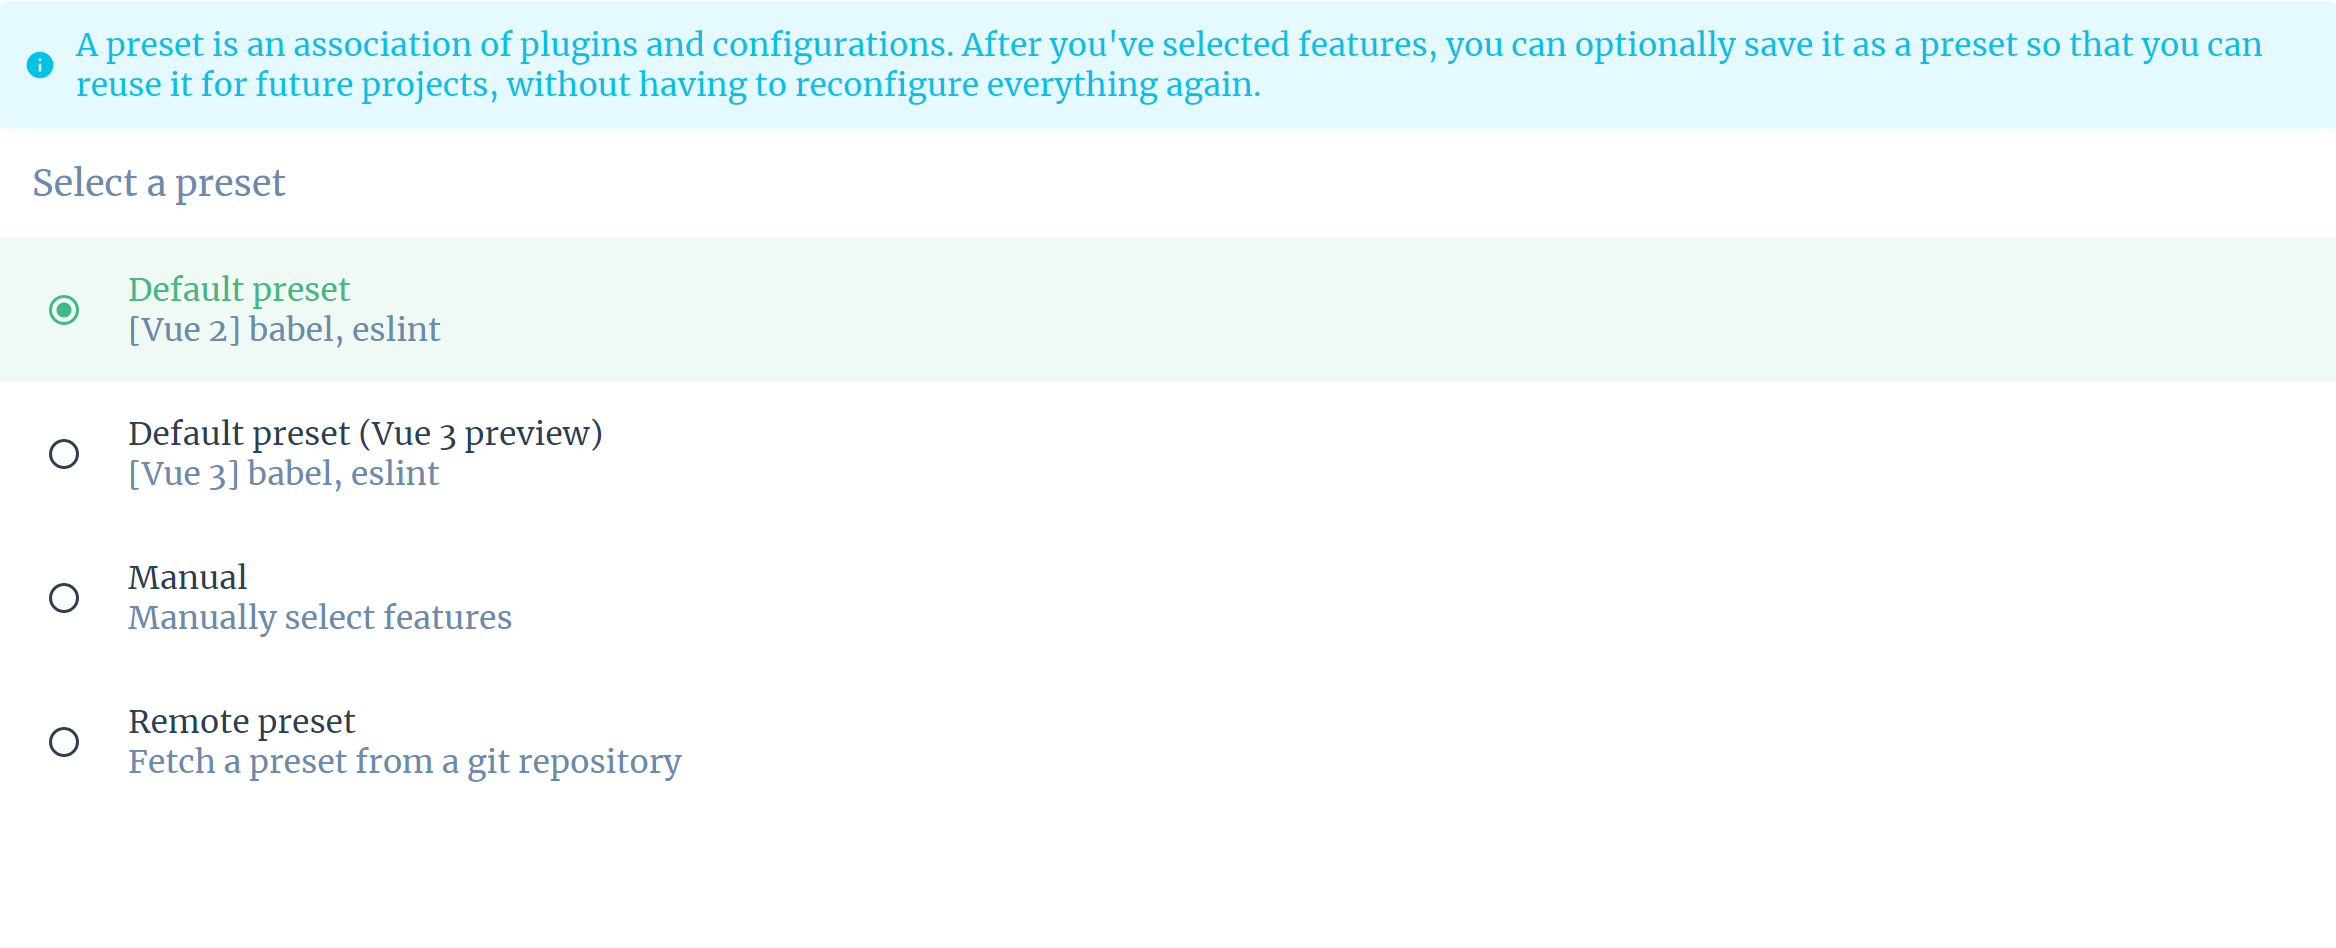 A preset is an association of plugins and configurations. After you've selected features, you can optionally save it as a preset so that you can
reuse it for future projects, without having to reconfigure everything again.
Select a preset
Default preset
[Vue 2] babel, eslint
Default preset (Vue 3 preview)
[Vue 3] babel, eslint
Manual
Manually select features
Remote preset
Fetch a preset from a git repository